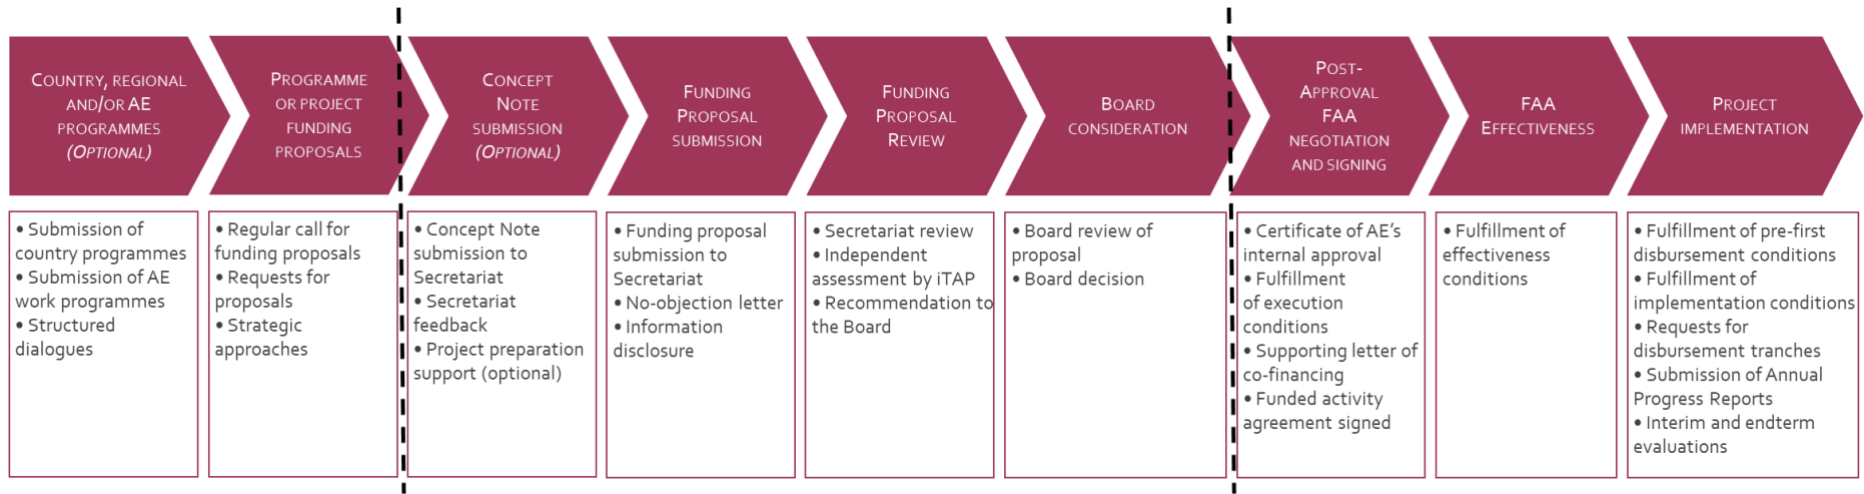 COUNTRY, REGIONAL
AND/OR AE
PROGRAMMES
(OPTIONAL)
PROGRAMME
OR PROJECT
FUNDING
PROPOSALS
CONCEPT
NOTE
SUBMISSION
(OPTIONAL)
FUNDING
PROPOSAL
SUBMISSION
FUNDING
PROPOSAL
REVIEW
BOARD
CONSIDERATION
POST-
APPROVAL
FAA
NEGOTIATION
AND SIGNING
FAA
EFFECTIVENESS
PROJECT
IMPLEMENTATION
• Submission of
country programmes
• Submission of AE
work programmes
• Structured
dialogues
• Regular call for
funding proposals
• Requests for
proposals
• Strategic
approaches
• Concept Note
submission to
Secretariat
• Secretariat
feedback
• Project preparation
support (optional)
• Funding proposal
submission to
Secretariat
• No-objection letter
• Information
disclosure
• Secretariat review
• Independent
assessment by iTAP
• Recommendation to
the Board
• Board review of
proposal
• Board decision
• Certificate of AE's
internal approval
• Fulfillment
of execution
conditions
• Supporting letter of
co-financing
• Funded activity
agreement signed
• Fulfillment of
effectiveness
conditions
• Fulfillment of pre-first
disbursement conditions
• Fulfillment of
implementation conditions
• Requests for
disbursement tranches
• Submission of Annual
Progress Reports
• Interim and endterm
evaluations